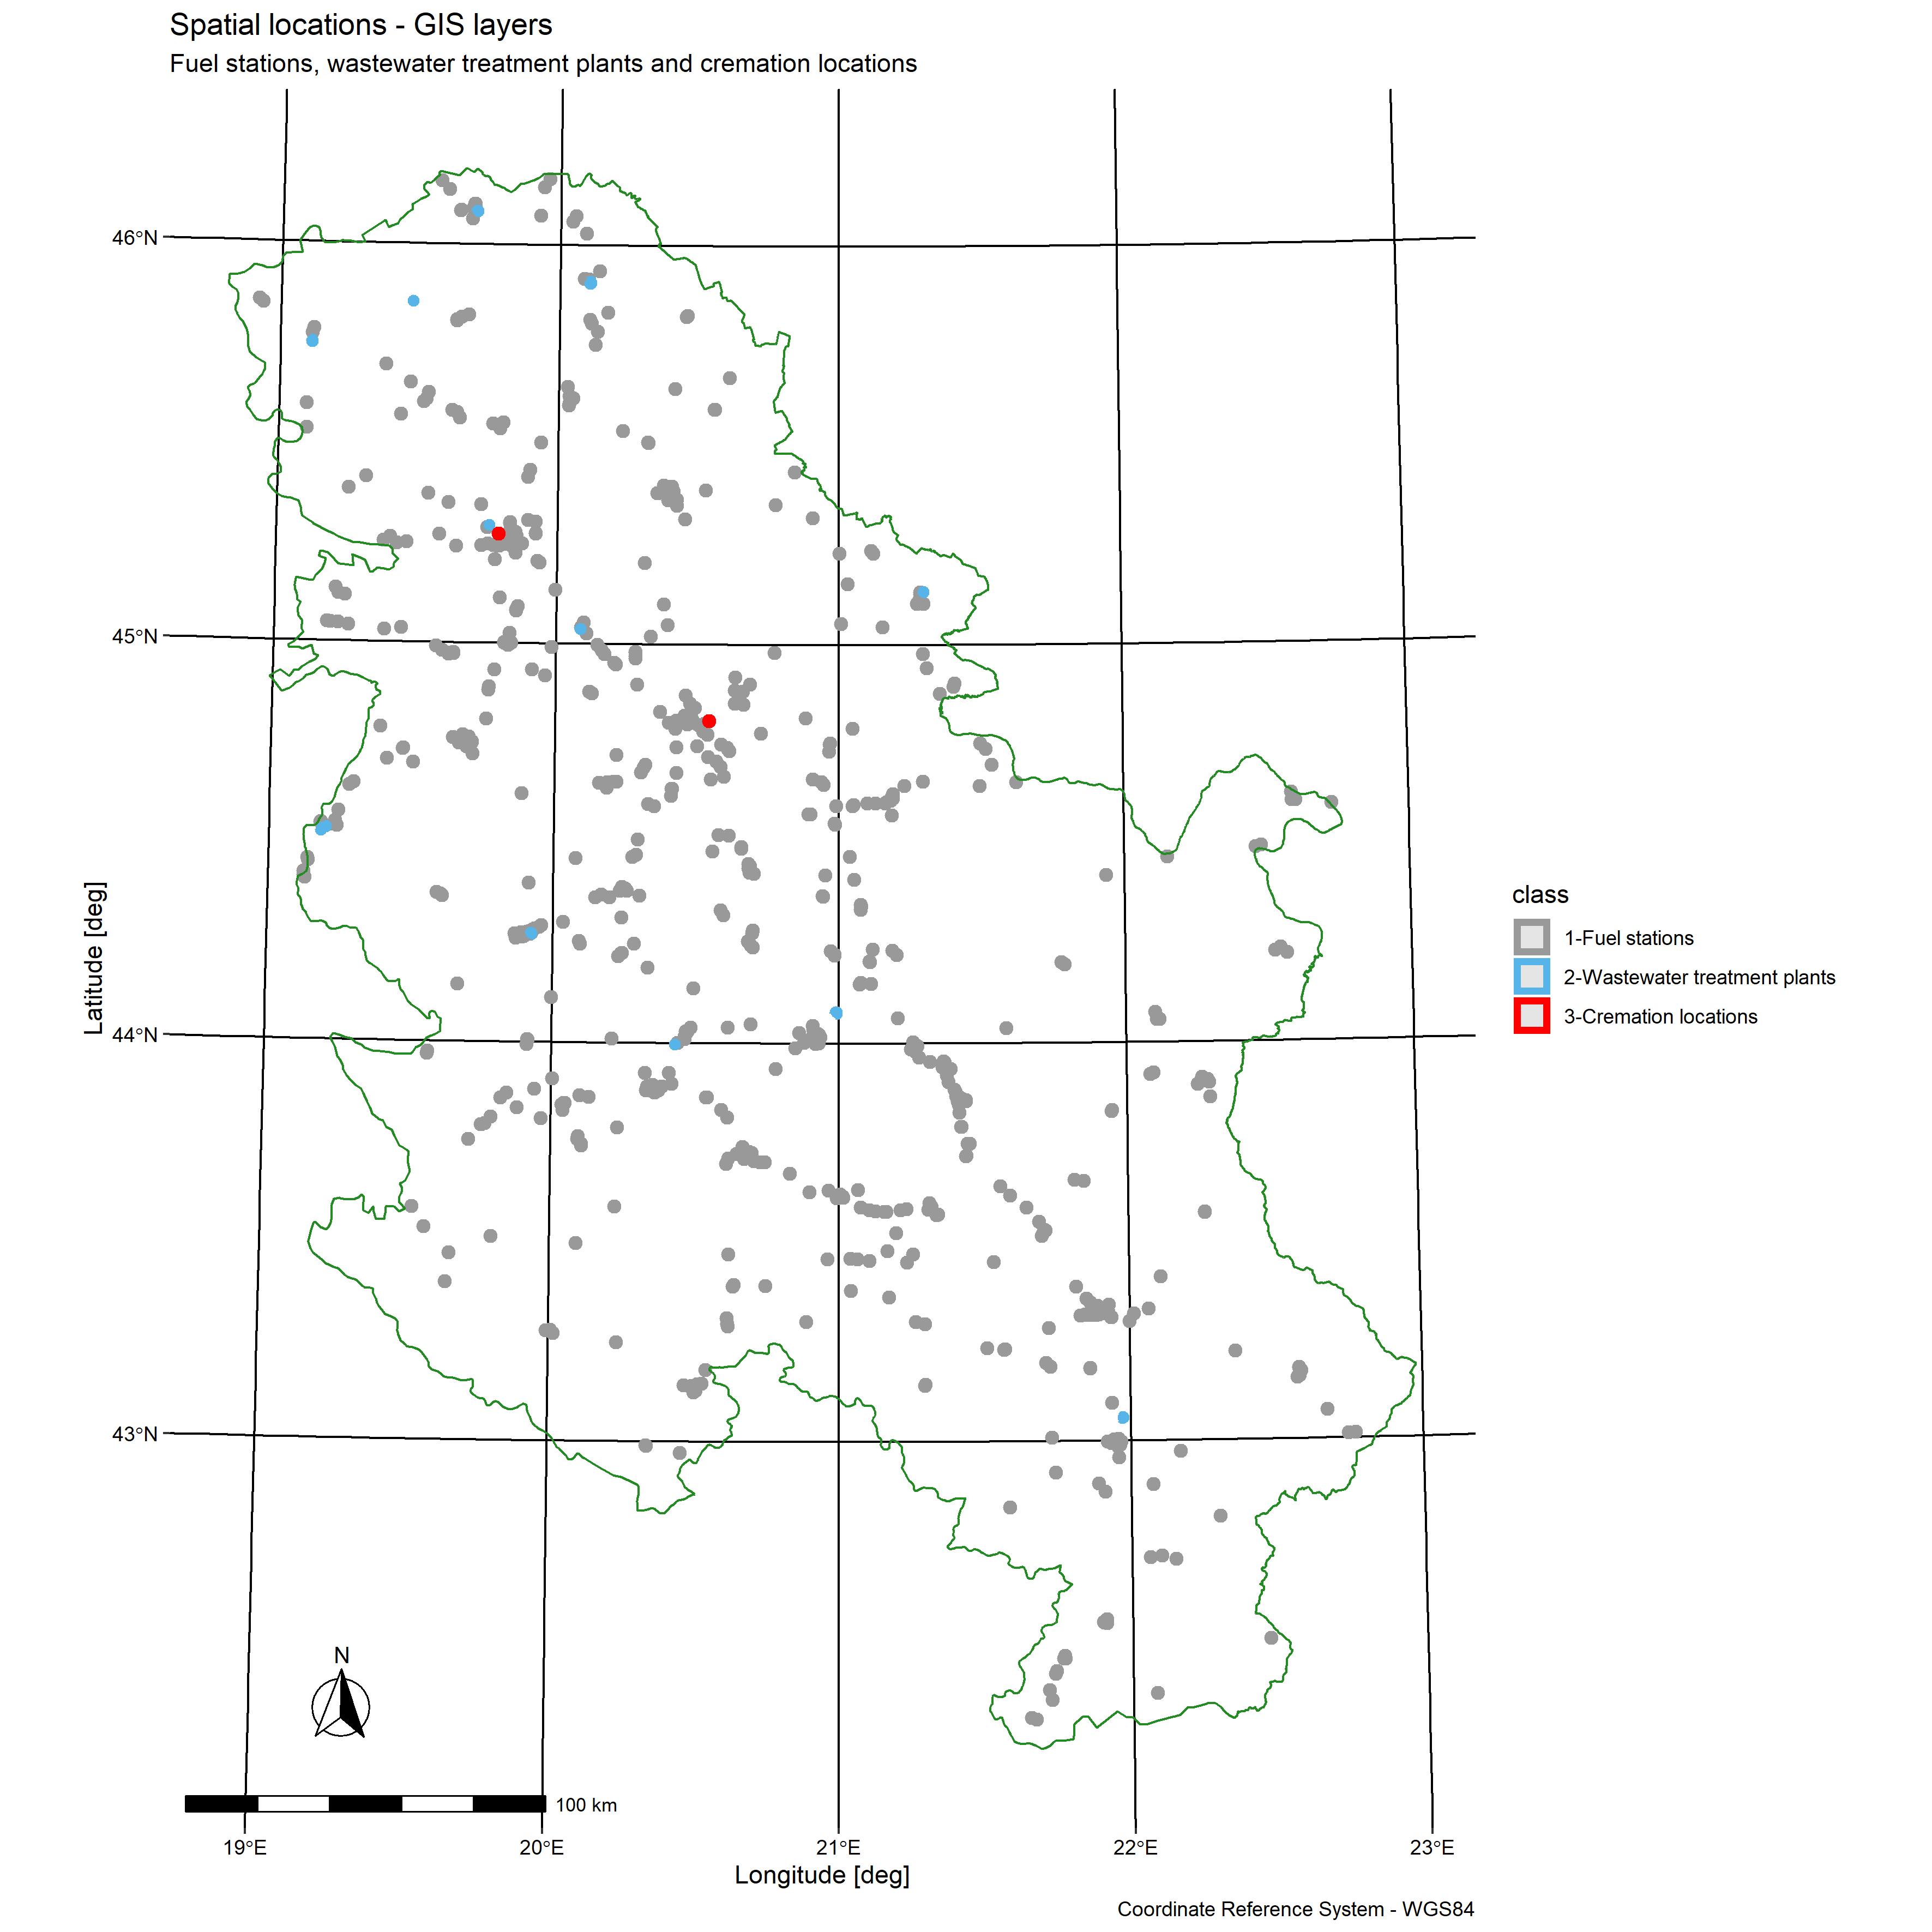 Spatial locations - GIS layers
Fuel stations, wastewater treatment plants and cremation locations
46°N
45°N
44°N
43°N
Latitude [deg]
class
1-Fuel stations
2-Wastewater treatment plants
3-Cremation locations
N
100 km
19°E 20°E 21°E 22°E 23°E
Longitude [deg]
Coordinate Reference System - WGS84